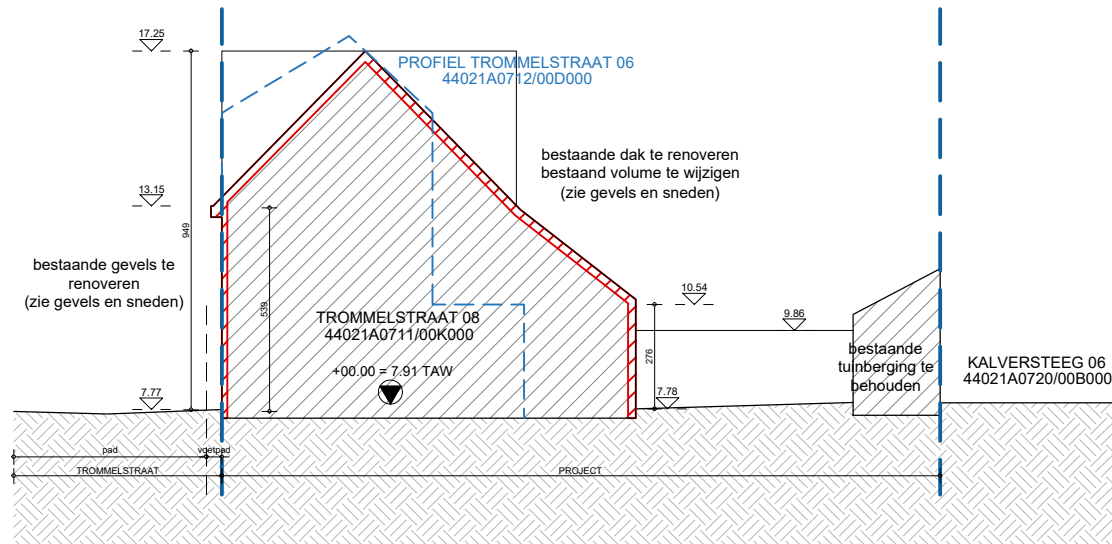 17.25
PROFIEL TROMMELSTRAAT 06
44021A0712/00D000
bestaande dak te renoveren
bestaand volume te wijzigen
(zie gevels en sneden)
13.15
949
bestaande gevels te
renoveren
(zie gevels en sneden)
539
10.54
9.86
TROMMELSTRAAT 08
44021A0711/00K000
276
bestaande
tuinberging te
behouden
KALVERSTEEG 06
44021A0720/00B000
+00.00 = 7.91 TAW
7.77
7.78
pad
voetpad
TROMMELSTRAAT
PROJECT